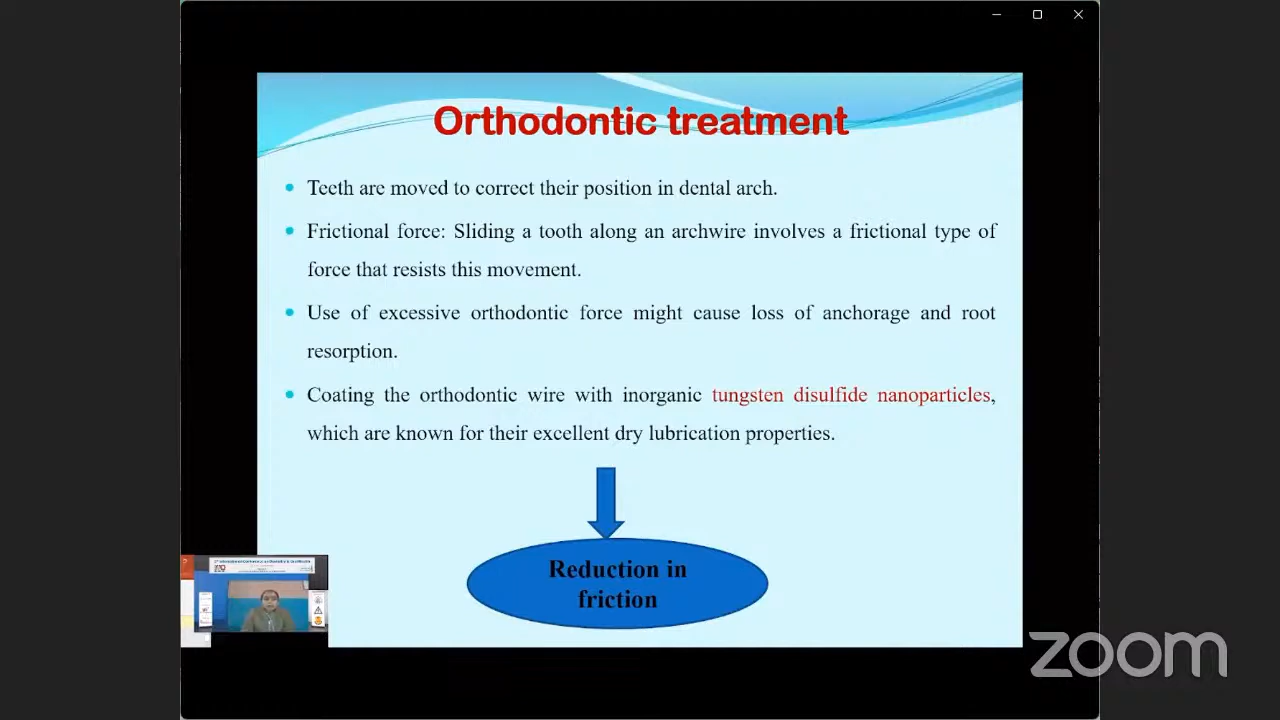 Orthodontic treatment
Teeth are moved to correct their position in dental arch.
Frictional force: Sliding a tooth along an archwire involves a frictional type of
force that resists this movement.
Use of excessive orthodontic force might cause loss of anchorage and root
resorption.
Coating the orthodontic wire with inorganic tungsten disulfide nanoparticles,
which are known for their excellent dry lubrication properties.
Reduction in
friction
zoom